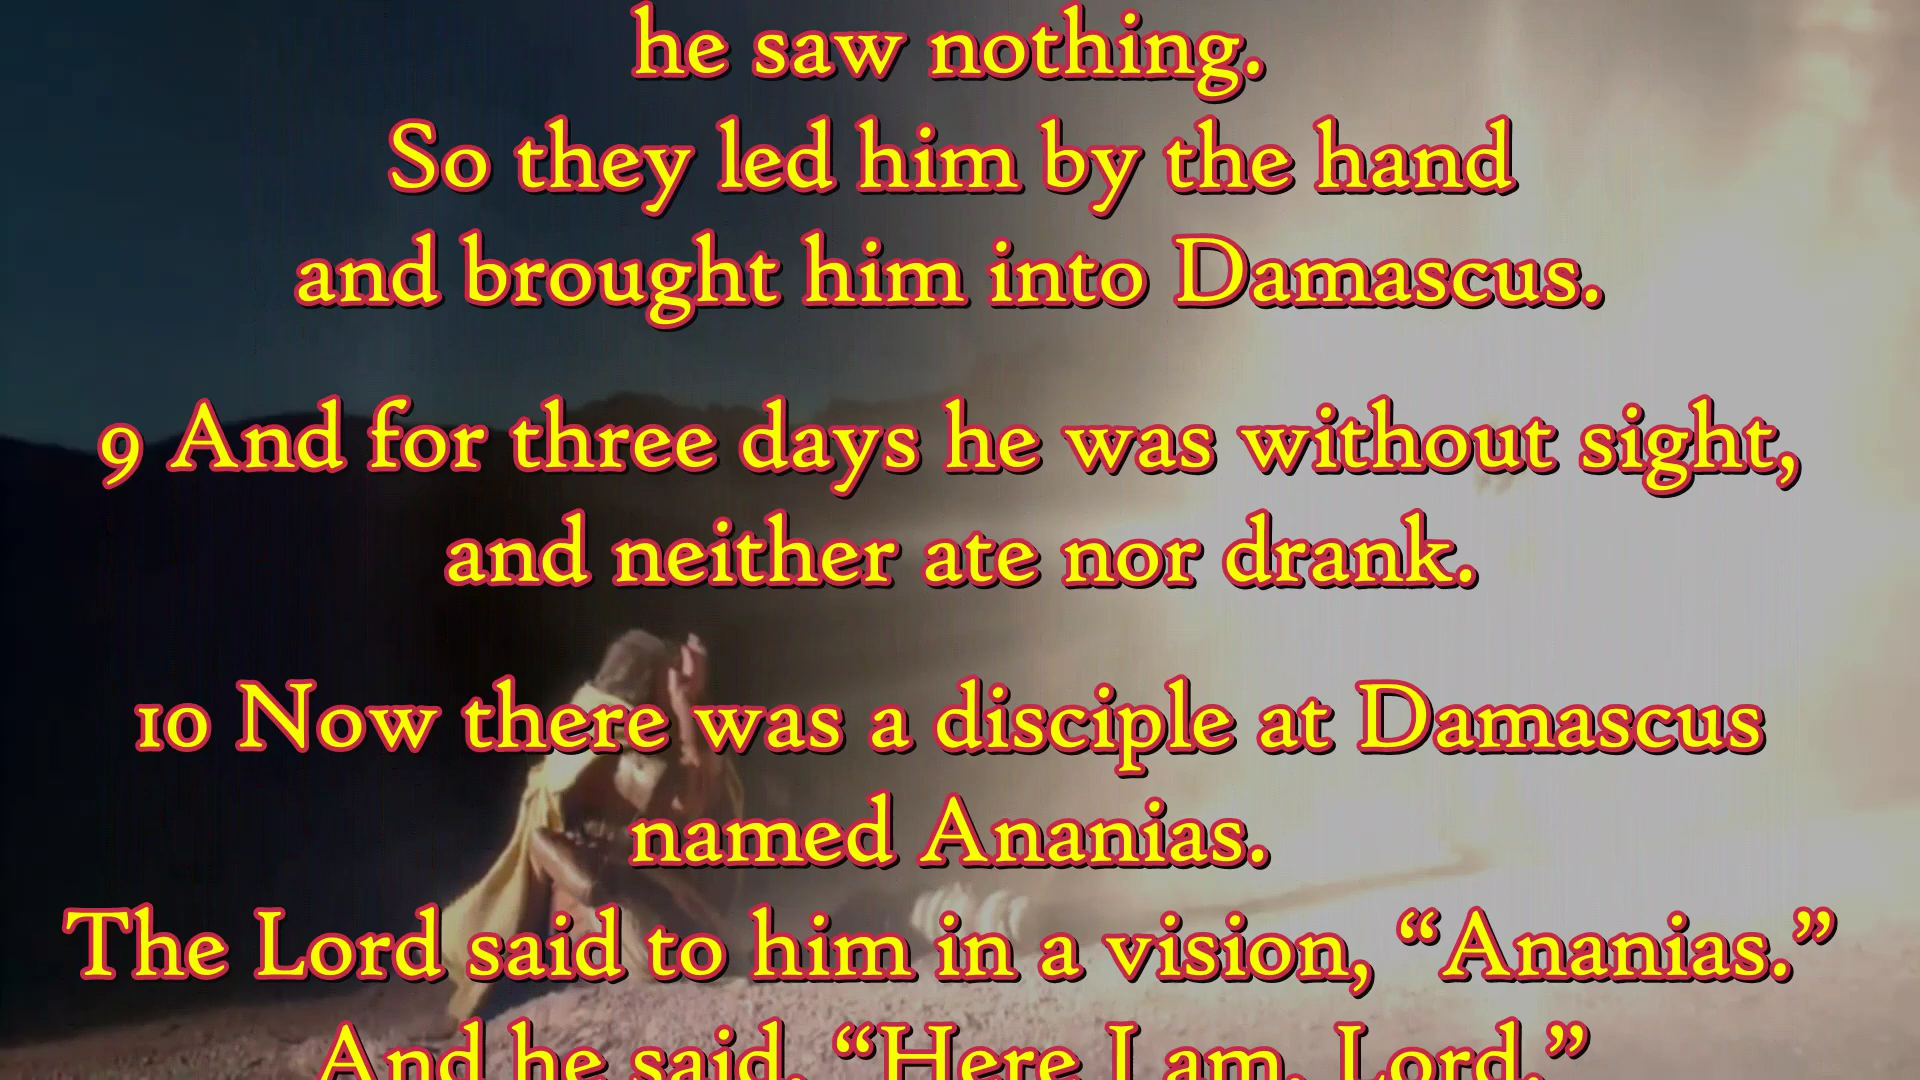 he saw nothing.
So they led him by the hand
and brought him into Damascus.
9 And for three days he was without sight,
and neither ate nor drank.
10 Now there was a disciple at Damascus
named Ananias.
The Lord said to him in a vision, “Ananias.”
And he said, “Here I am, Lord.”